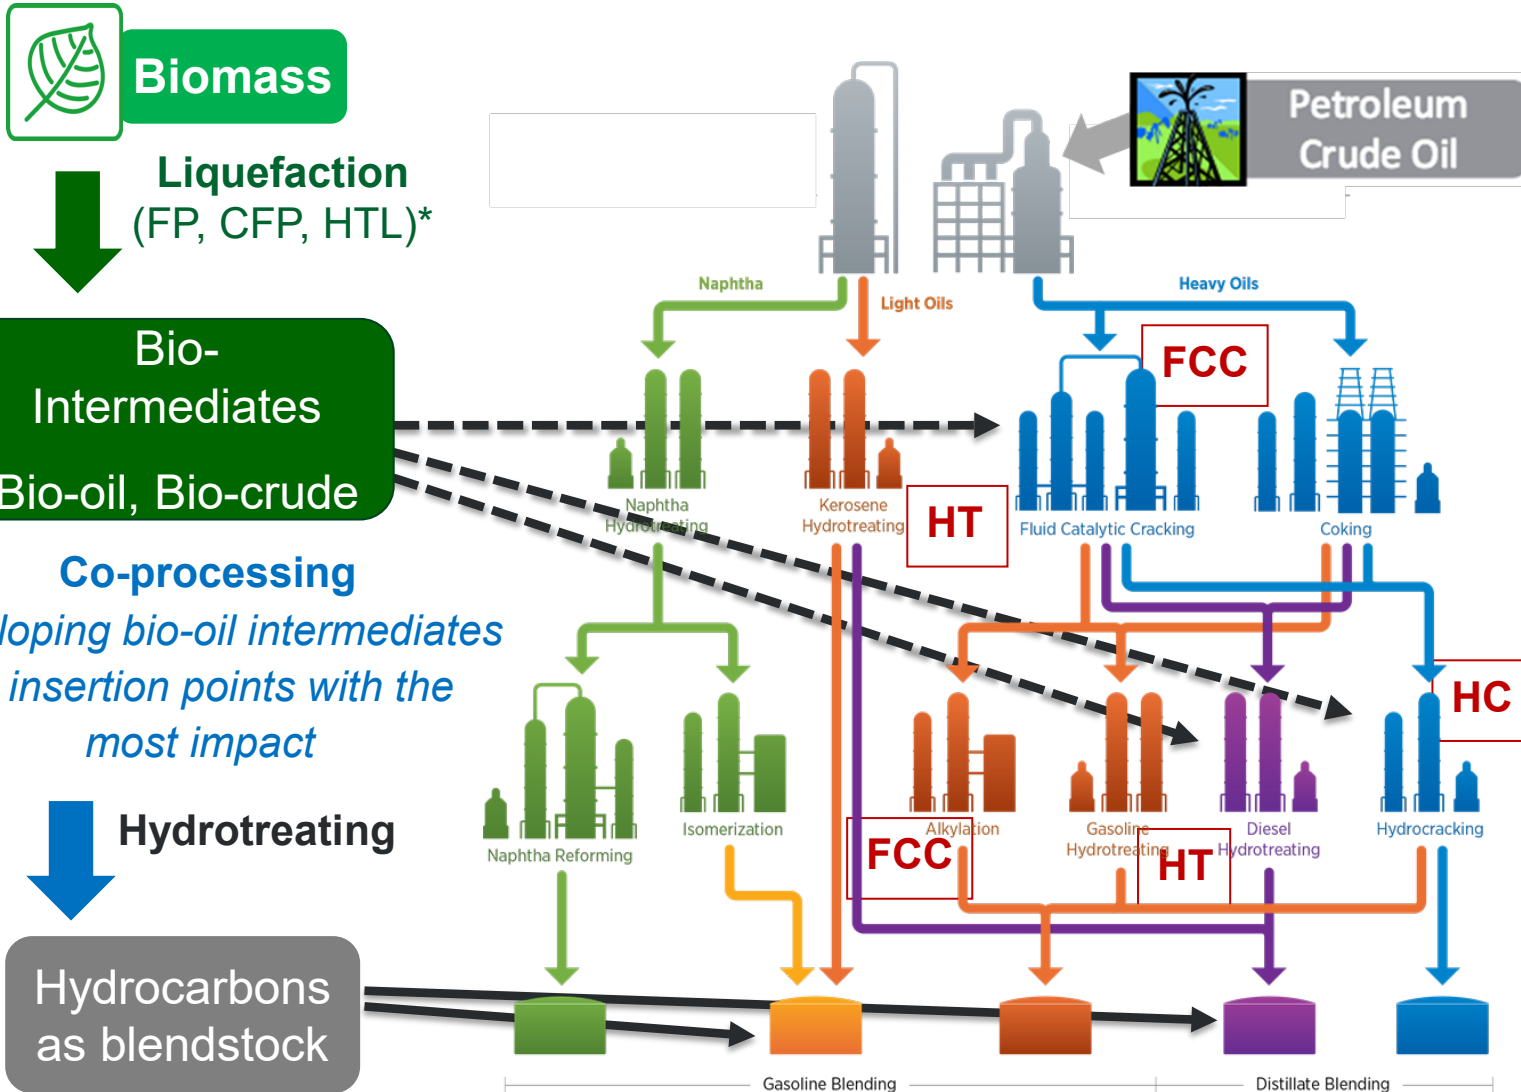 Biomass
Liquefaction
(FP, CFP, HTL)*
Bio-
Intermediates
Bio-oil, Bio-crude
Co-processing
loping bio-oil intermediates
insertion points with the
most impact
Hydrotreating
Hydrocarbons
as blendstock
Petroleum
Crude Oil
Naphtha
Light Oils
Heavy Oils
FCC
Naphtha
Hydrotreating
Kerosene
Hydrotreating
HT
Fluid Catalytic Cracking
Coking
HC
Naphtha Reforming
Isomerization
FCC
Alkylation
Gasoline
Hydrotreating
HT
Diesel
Hydrotreating
Hydrocracking
Gasoline Blending
Distillate Blending